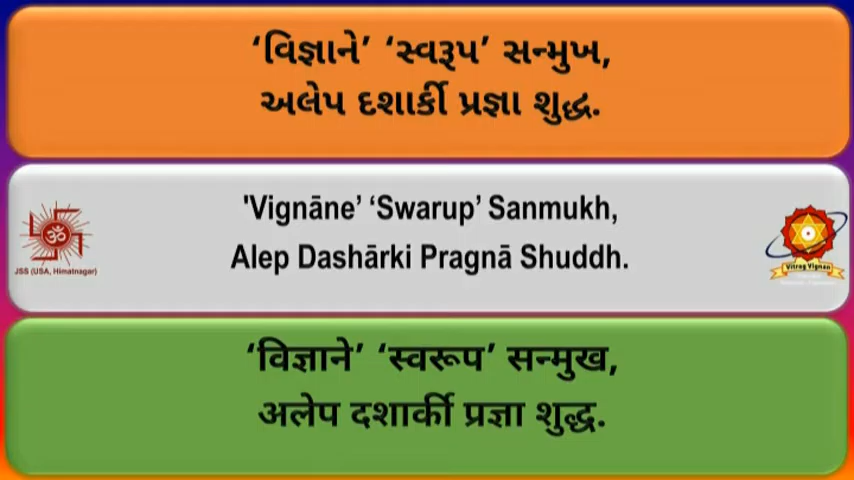 ‘વિજ્ઞાને’ ‘સ્વરૂપ’ સન્મુખ,
અલેપ દશાર્કી પ્રજ્ઞા શુદ્ધ.
'Vignāne’ ‘Swarup’ Sanmukh,
Alep Dashārki Pragnā Shuddh.
ॐ
JSS (USA, Himatnagar)
Vitrag Vignan
‘विज्ञाने’ ‘स्वरूप’ सन्मुख,
अलेप दशार्की प्रज्ञा शुद्ध.